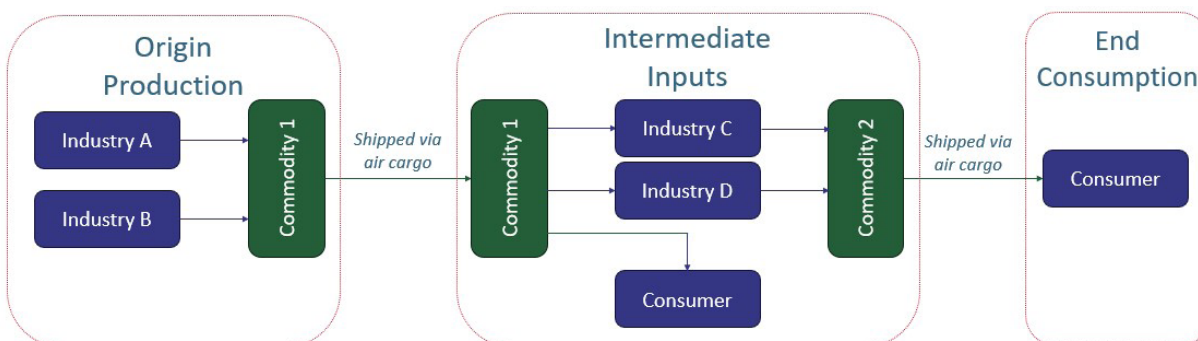 Origin
Production
Industry A
Industry B
Commodity 1
Shipped via
air cargo
Intermediate
Inputs
Commodity 1
Industry C
Industry D
Consumer
Commodity 2
Shipped via
air cargo
End
Consumption
Consumer